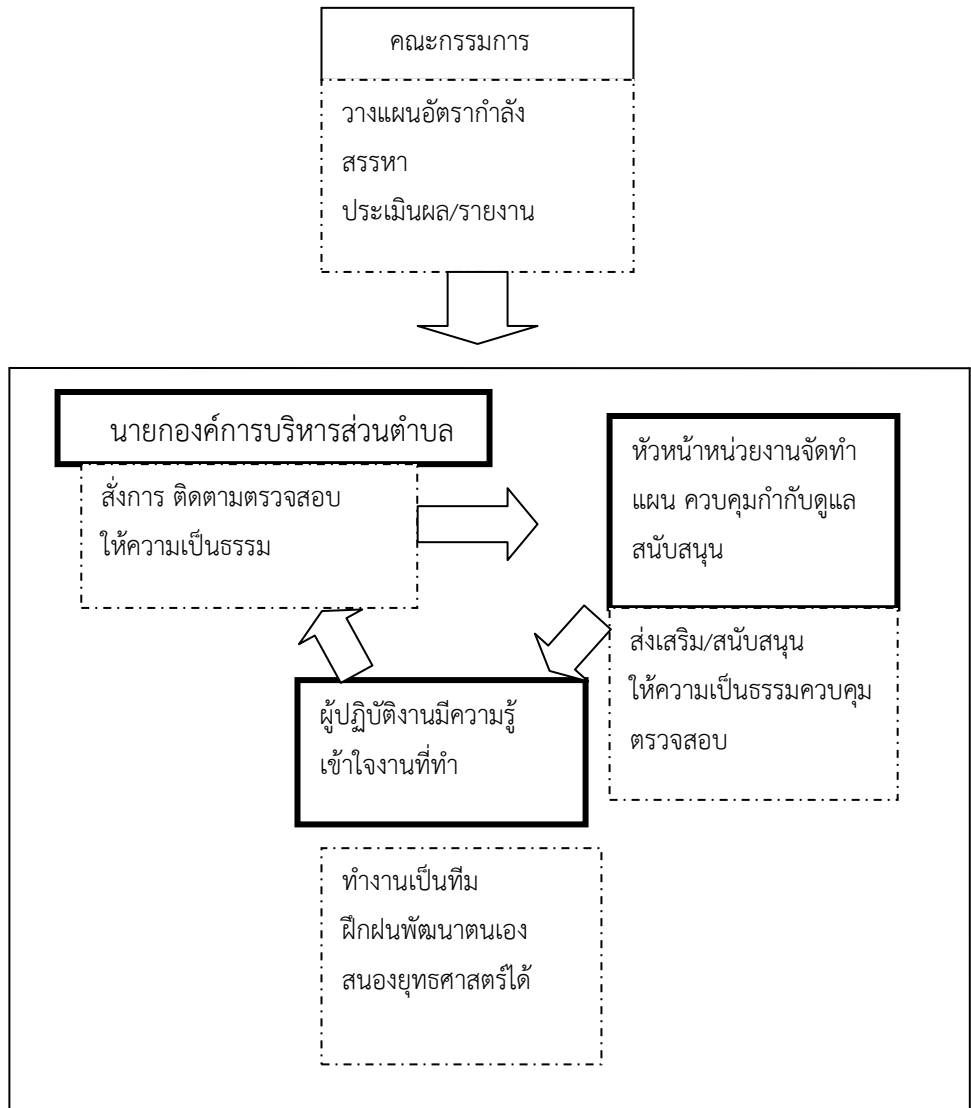 คณะกรรมการ
วางแผนอัตรากำลัง
สรรหา
ประเมินผล/รายงาน
นายกองค์การบริหารส่วนตำบล
สั่งการ ติดตามตรวจสอบ
ให้ความเป็นธรรม
หัวหน้าหน่วยงานจัดทำ
แผน ควบคุมกำกับดูแล
สนับสนุน
ส่งเสริม/สนับสนุน
ให้ความเป็นธรรมควบคุม
ตรวจสอบ
ผู้ปฏิบัติงานมีความรู้
เข้าใจงานที่ทำ
ทำงานเป็นทีม
ฝึกฝนพัฒนาตนเอง
สนองยุทธศาสตร์ได้